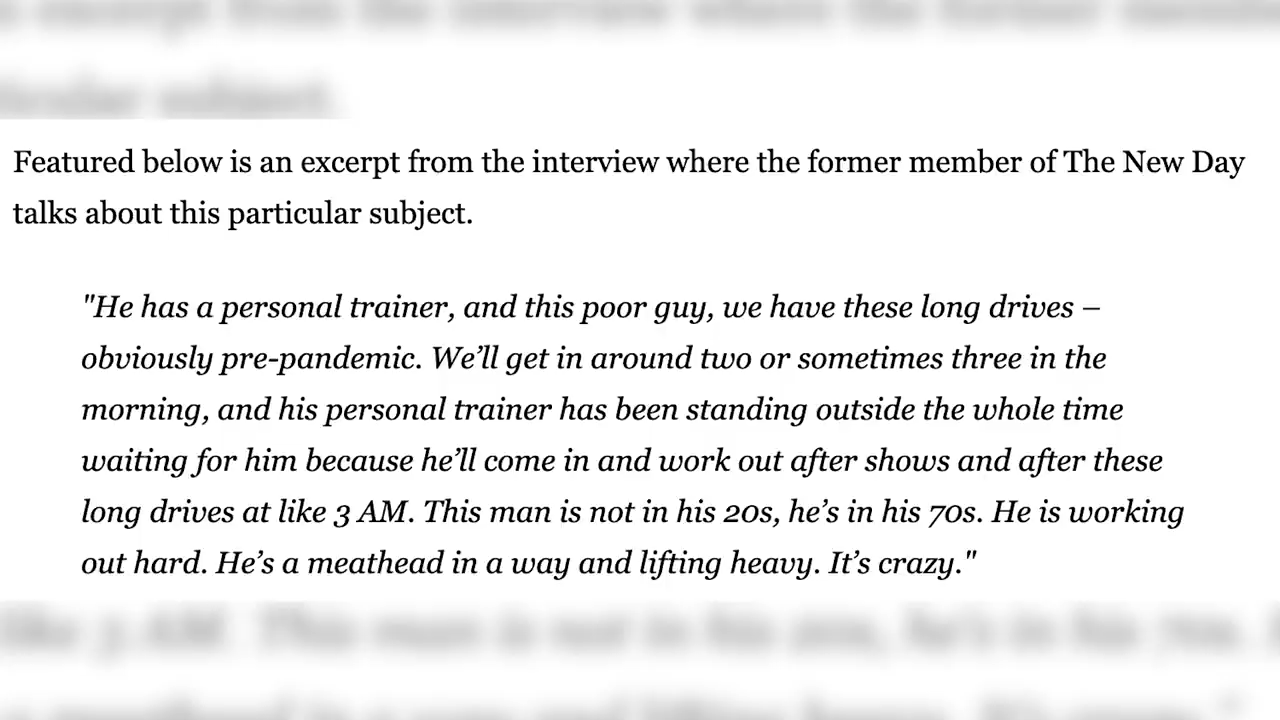 Featured below is an excerpt from the interview where the former member of The New Day
talks about this particular subject.
"He has a personal trainer, and this poor guy, we have these long drives –
obviously pre-pandemic. We’ll get in around two or sometimes three in the
morning, and his personal trainer has been standing outside the whole time
waiting for him because he’ll come in and work out after shows and after these
long drives at like 3 AM. This man is not in his 20s, he’s in his 70s. He is working
out hard. He’s a meathead in a way and lifting heavy. It’s crazy."